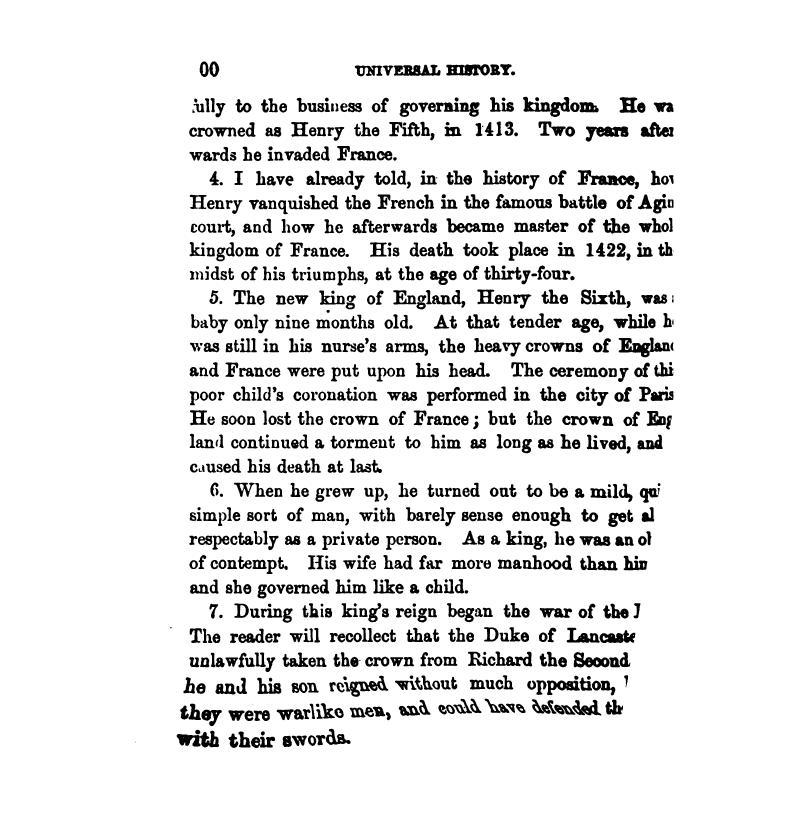 00 UNIVERSAL HISTORY.
fully to the business of governing his kingdom. He wa
crowned as Henry the Fifth, in 1413. Two years after
wards he invaded France.
4. I have already told, in the history of France, how
Henry vanquished the French in the famous battle of Agin
court, and how he afterwards became master of the whol
kingdom of France. His death took place in 1422, in th
midst of his triumphs, at the age of thirty-four.
5. The new king of England, Henry the Sixth, was
baby only nine months old. At that tender age, while h
was still in his nurse's arms, the heavy crowns of England
and France were put upon his head. The ceremony of thi
poor child's coronation was performed in the city of Paris
He soon lost the crown of France; but the crown of Eng
land continued a torment to him as long as he lived, and
caused his death at last.
6. When he grew up, he turned out to be a mild, qui
simple sort of man, with barely sense enough to get al
respectably as a private person. As a king, he was an ob
of contempt. His wife had far more manhood than him
and she governed him like a child.
7. During this king's reign began the war of the
The reader will recollect that the Duke of Lancaste
unlawfully taken the crown from Richard the Second
he and his son reigned without much opposition,
they were warlike men, and could have defended th
with their swords.